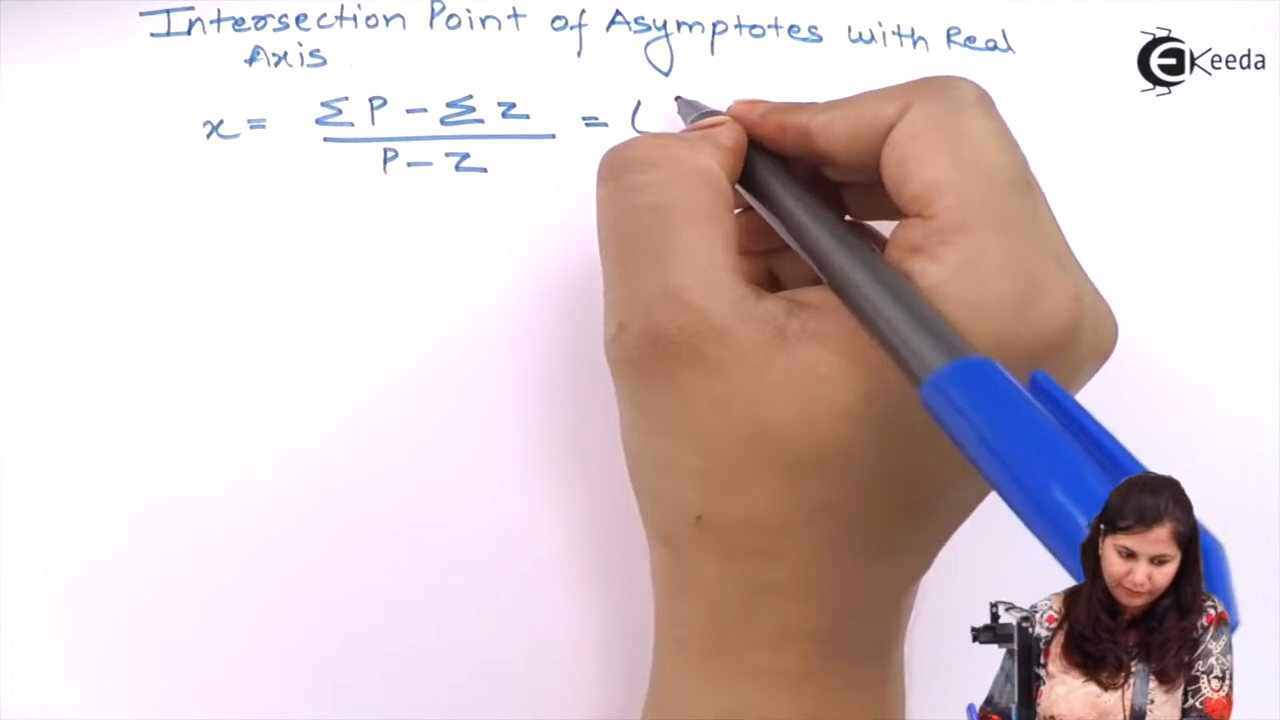 Intersection Point of Asymptotes with Real
Axis
x = ΣP - ΣZ / P - Z = (
EKeeda